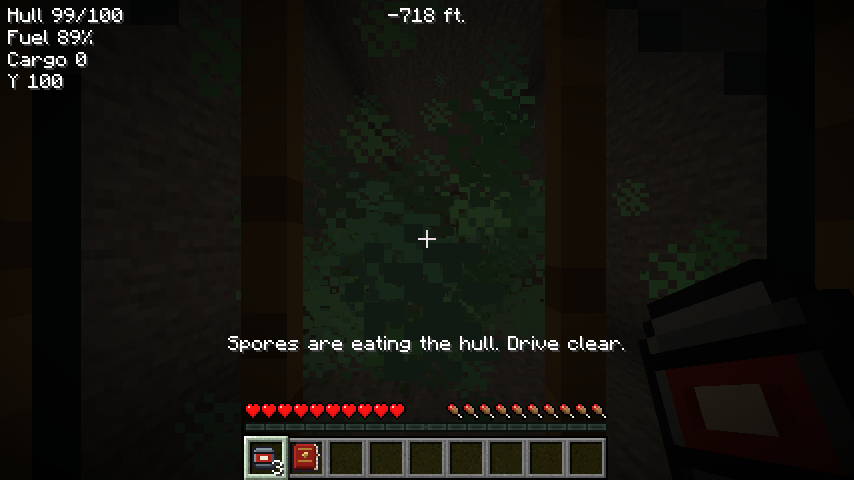 Hull 99/100
-718 ft.
Fuel 89%
Cargo 0
Y 100
Spores are eating the hull. Drive clear.
3